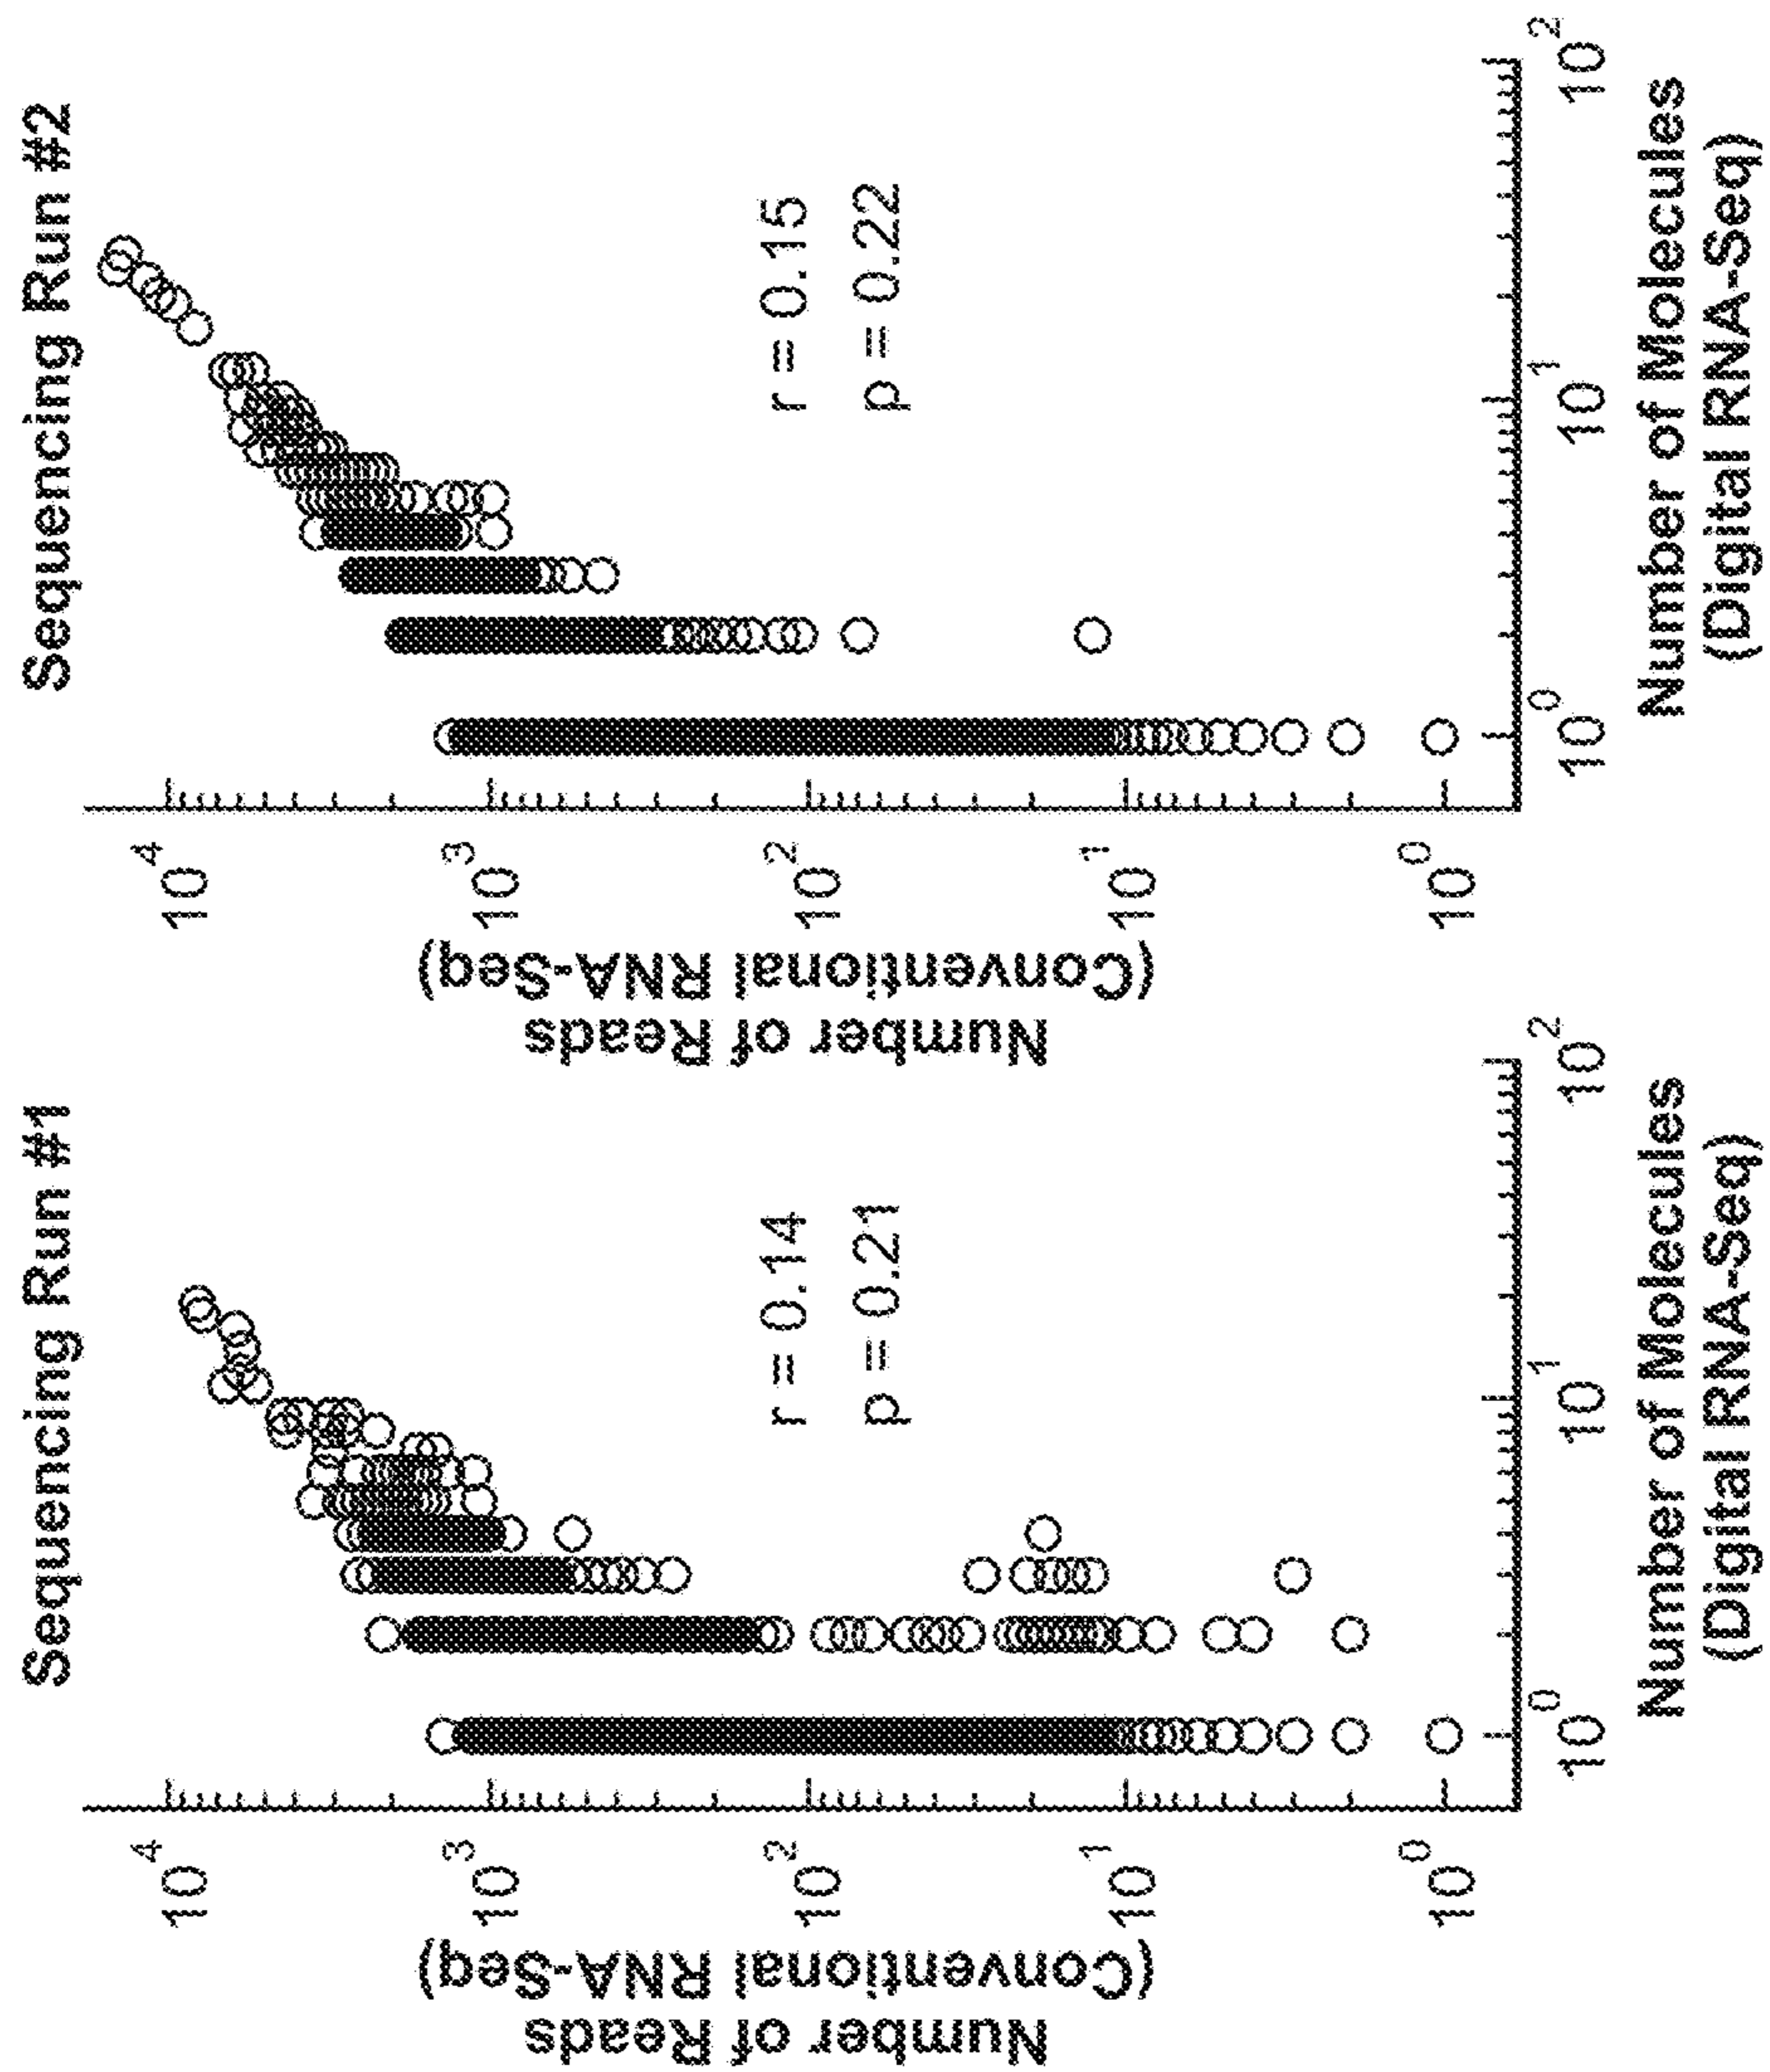 Sequencing Run #1
Number of Reads
(Conventional RNA-Seq)
10^4
10^3
10^2
10^1
10^0
r = 0.14
p = 0.21
10^0
10^1
10^2
Number of Molecules
(Digital RNA-Seq)
Sequencing Run #2
Number of Reads
(Conventional RNA-Seq)
10^4
10^3
10^2
10^1
10^0
r = 0.15
p = 0.22
10^0
10^1
10^2
Number of Molecules
(Digital RNA-Seq)